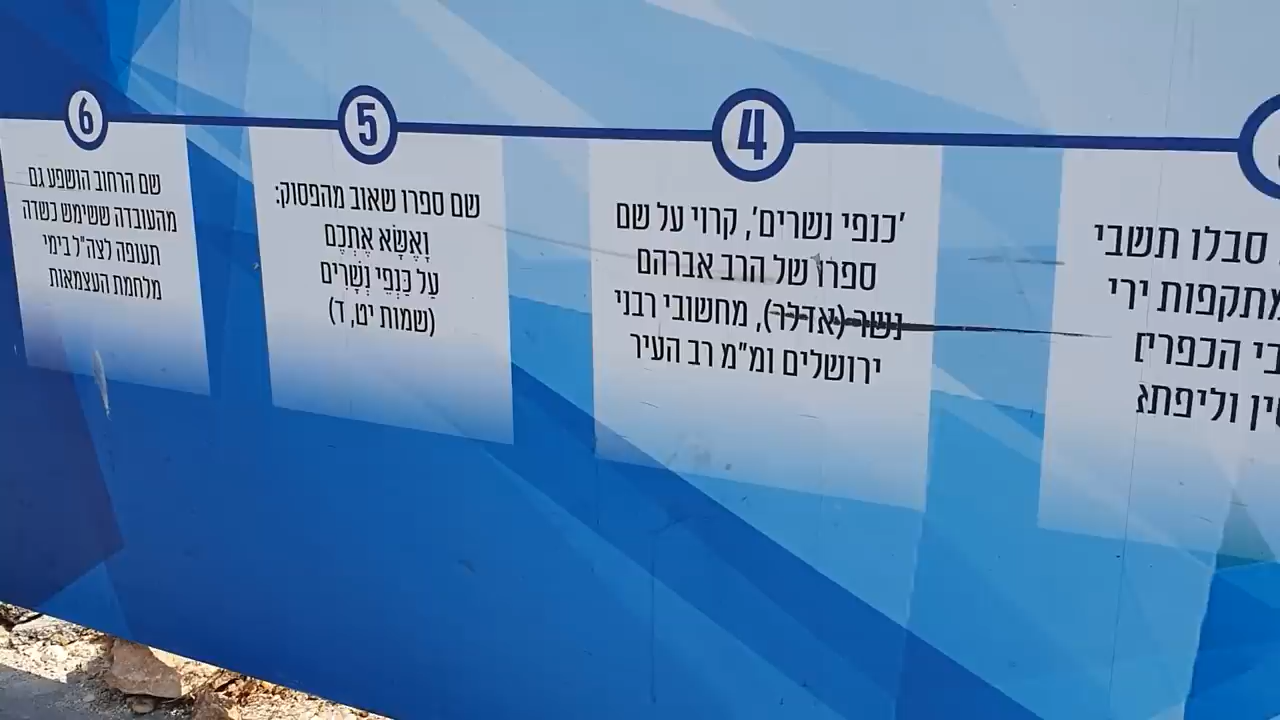 סבלו תשבי
מתקפות ירי
בי הכפרים
וליפתא
4
'כנפי נשרים', קרוי על שם
ספרו של הרב אברהם
נשר (אדלר), מחשובי רבני
ירושלים ומ"מ רב העיר
5
שם ספרו שאוב מהפסוק:
וָאֶשָּׂא אֶתְכֶם
עַל כַּנְפֵי נְשָׁרִים
(שמות יט, ד)
6
שם הרחוב הושפע גם
מהעובדה ששימש כשדה
תעופה לצה"ל בימי
מלחמת העצמאות